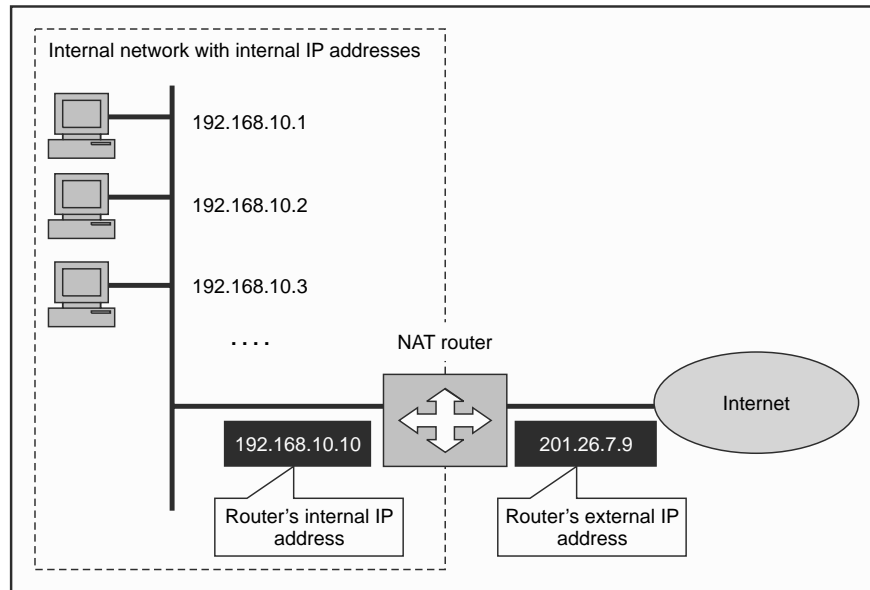 Internal network with internal IP addresses
192.168.10.1
192.168.10.2
192.168.10.3
....
NAT router
Internet
192.168.10.10
201.26.7.9
Router's internal IP
address
Router's external IP
address